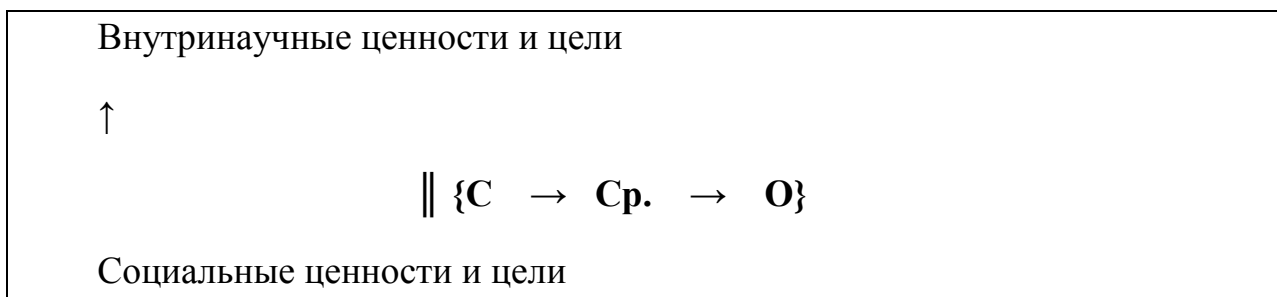 Внутринаучные ценности и цели
↑
‖ {С → Ср. → О}
Социальные ценности и цели